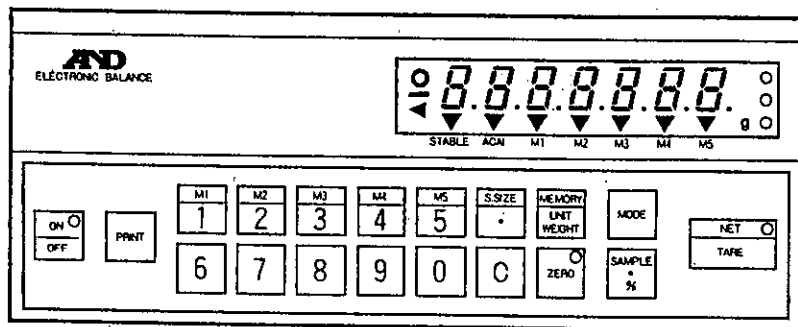 AND
ELECTRONIC BALANCE
8.8.8.8.8.8.8.
g
STABLE ACAI M1 M2 M3 M4 M5
ON
OFF
PRINT
M1 M2 M3 M4 M5 S.SIZE MEMORY
1 2 3 4 5 . UNIT WEIGHT
MODE
NET
TARE
6 7 8 9 0 C ZERO
SAMPLE
• %